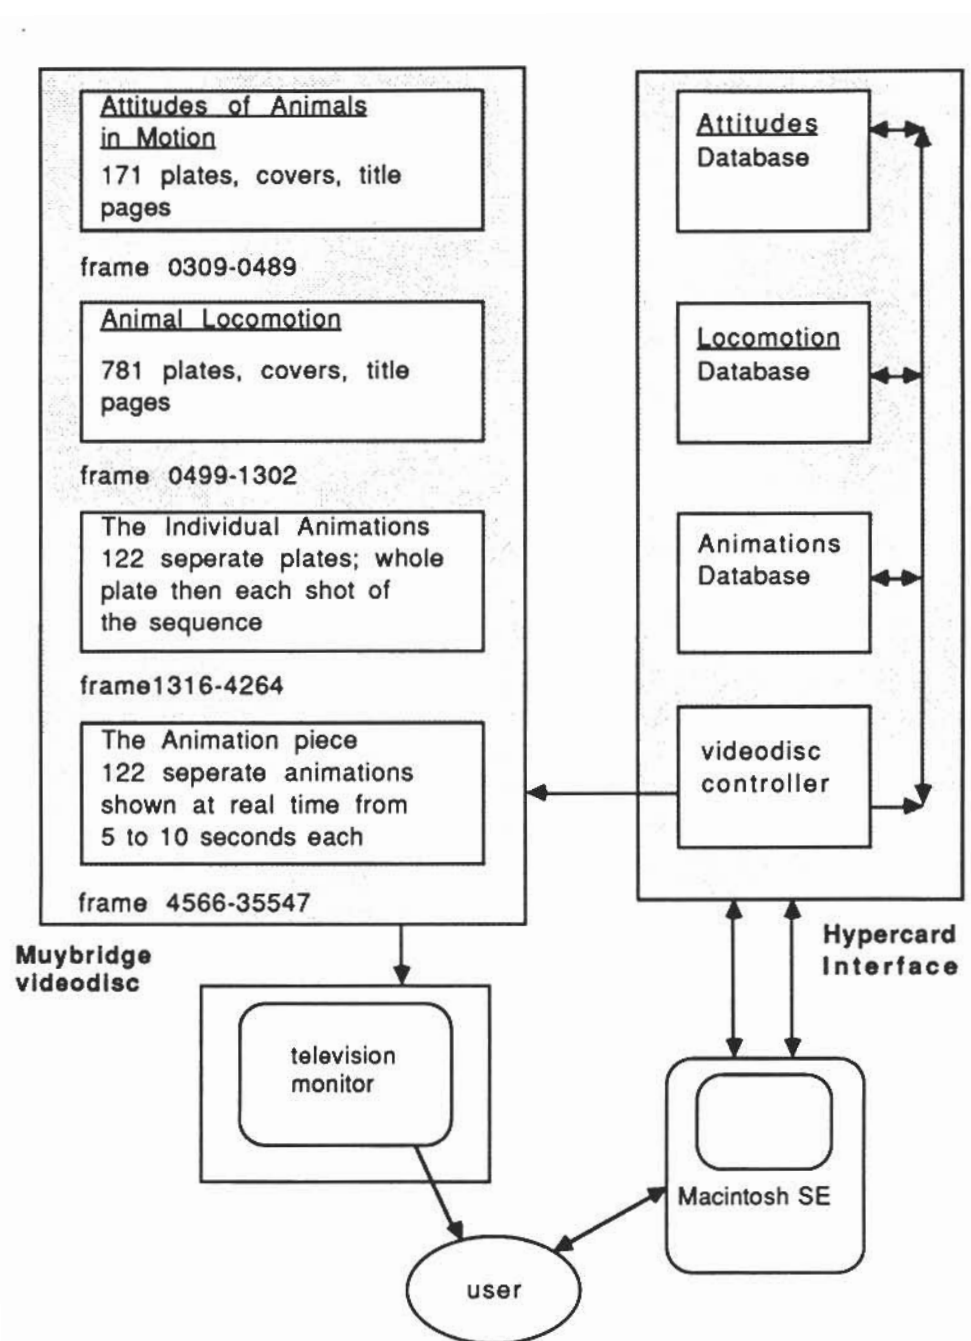 Attitudes of Animals
in Motion
171 plates, covers, title
pages
frame 0309-0489
Animal Locomotion
781 plates, covers, title
pages
frame 0499-1302
The Individual Animations
122 seperate plates; whole
plate then each shot of
the sequence
frame1316-4264
The Animation piece
122 seperate animations
shown at real time from
5 to 10 seconds each
frame 4566-35547
Muybridge
videodisc
Attitudes
Database
Locomotion
Database
Animations
Database
videodisc
controller
Hypercard
Interface
television
monitor
Macintosh SE
user